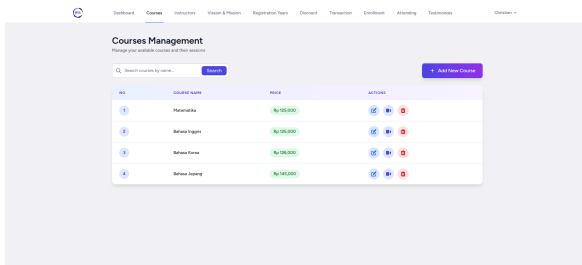 Dashboard Courses Instructors Vission & Mission Registration Years Discount Transaction Enrollment Attending Testimonials Christian
Courses Management
Manage your available courses and their sessions
Search courses by name... Search + Add New Course
NO COURSE NAME PRICE ACTIONS
1 Matematika Rp 125,000
2 Bahasa Inggris Rp 125,000
3 Bahasa Korea Rp 126,000
4 Bahasa Jepang Rp 145,000